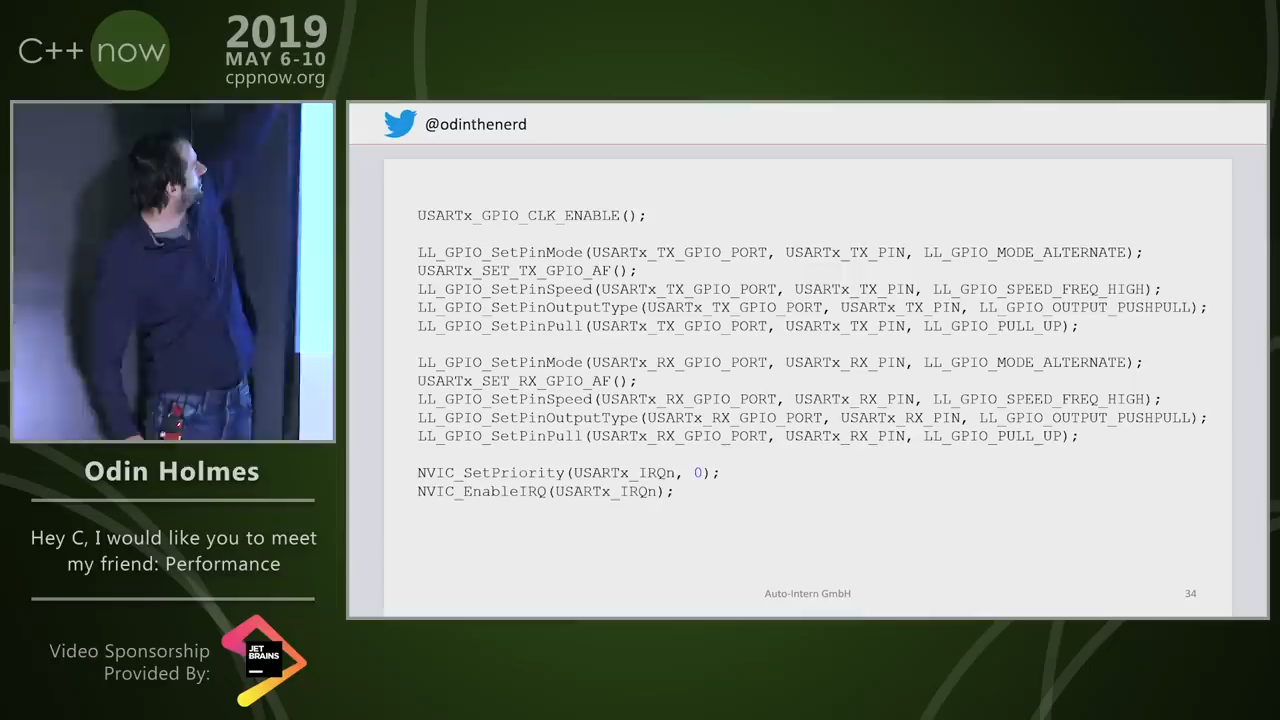 C++ now
2019
MAY 6-10
cppnow.org
@odinthenerd
USARTx_GPIO_CLK_ENABLE();
LL_GPIO_SetPinMode(USARTx_TX_GPIO_PORT, USARTx_TX_PIN, LL_GPIO_MODE_ALTERNATE);
USARTx_SET_TX_GPIO_AF();
LL_GPIO_SetPinSpeed(USARTx_TX_GPIO_PORT, USARTx_TX_PIN, LL_GPIO_SPEED_FREQ_HIGH);
LL_GPIO_SetPinOutputType(USARTx_TX_GPIO_PORT, USARTx_TX_PIN, LL_GPIO_OUTPUT_PUSHPULL);
LL_GPIO_SetPinPull(USARTx_TX_GPIO_PORT, USARTx_TX_PIN, LL_GPIO_PULL_UP);
LL_GPIO_SetPinMode(USARTx_RX_GPIO_PORT, USARTx_RX_PIN, LL_GPIO_MODE_ALTERNATE);
USARTx_SET_RX_GPIO_AF();
LL_GPIO_SetPinSpeed(USARTx_RX_GPIO_PORT, USARTx_RX_PIN, LL_GPIO_SPEED_FREQ_HIGH);
LL_GPIO_SetPinOutputType(USARTx_RX_GPIO_PORT, USARTx_RX_PIN, LL_GPIO_OUTPUT_PUSHPULL);
LL_GPIO_SetPinPull(USARTx_RX_GPIO_PORT, USARTx_RX_PIN, LL_GPIO_PULL_UP);
NVIC_SetPriority(USARTx_IRQn, 0);
NVIC_EnableIRQ(USARTx_IRQn);
Auto-Intern GmbH
34
Odin Holmes
Hey C, I would like you to meet
my friend: Performance
Video Sponsorship
Provided By:
JET
BRAINS